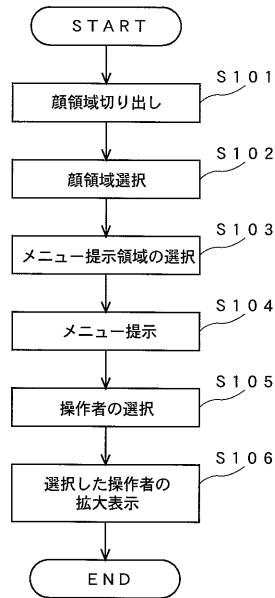 ＳＴＡＲＴ
Ｓ１０１
顔領域切り出し
Ｓ１０２
顔領域選択
Ｓ１０３
メニュー提示領域の選択
Ｓ１０４
メニュー提示
Ｓ１０５
操作者の選択
Ｓ１０６
選択した操作者の
拡大表示
ＥＮＤ